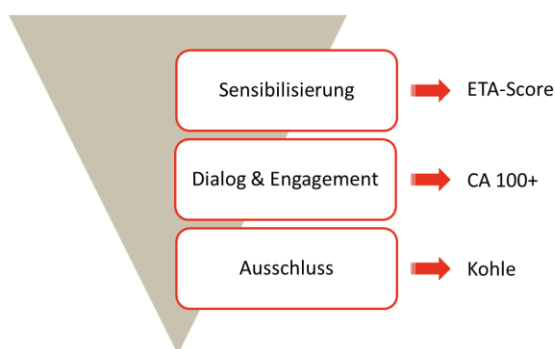 Sensibilisierung
ETA-Score
Dialog & Engagement
CA 100+
Ausschluss
Kohle